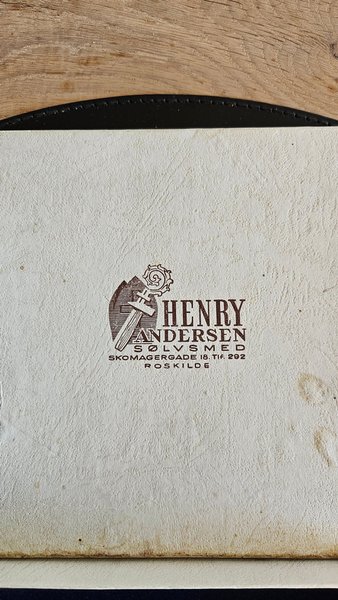 HENRY
ANDERSEN
SØLVSMED
SKOMAGERGADE 18. Tlf. 292
ROSKILDE